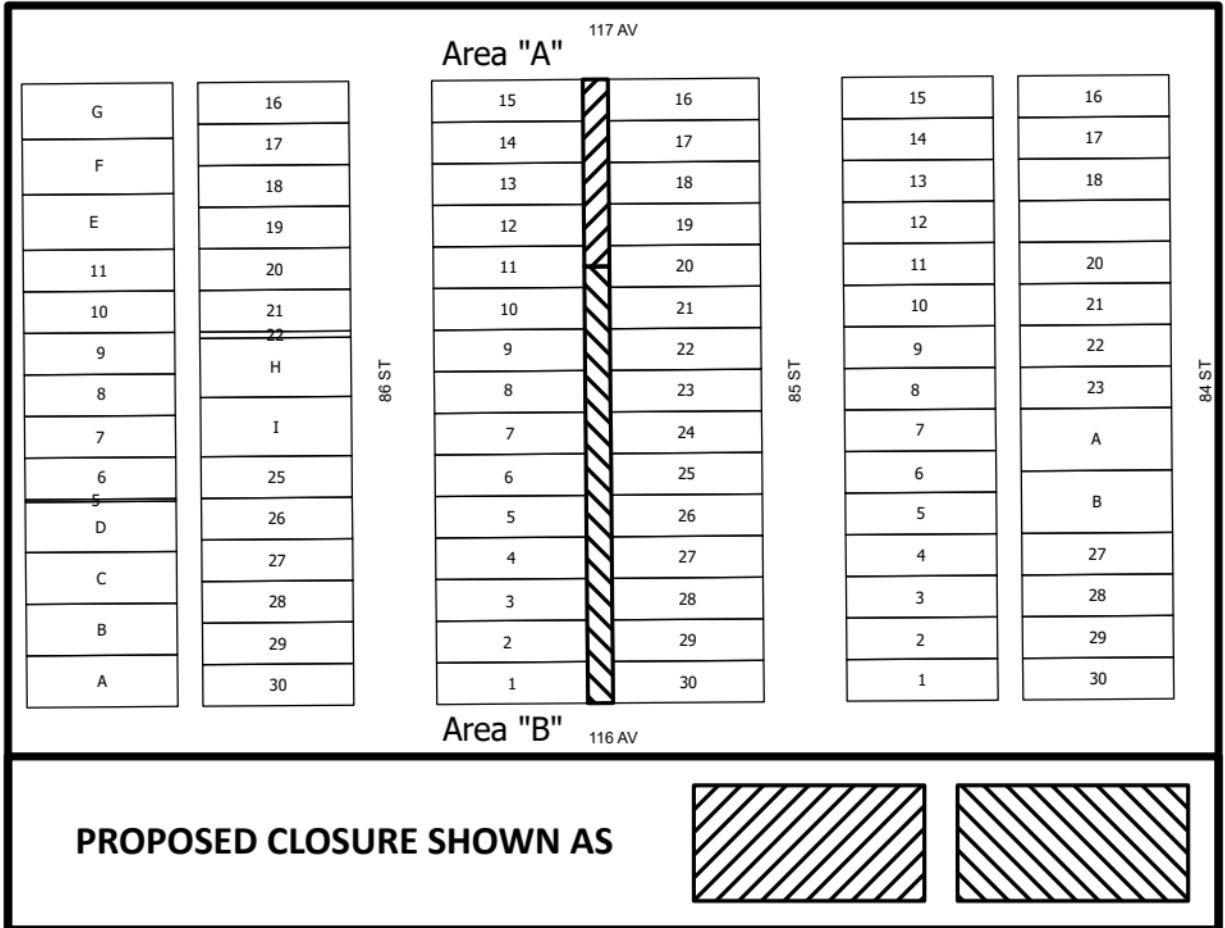 117 AV
Area "A"
G 16 15 16 15 16
F 17 14 17 14 17
E 18 13 18 13 18
19 12 19 12
11 20 11 20 11 20
10 21 10 21 10 21
22
9 H 9 22 9 22
86 ST 85 ST 84 ST
8 8 23 8 23
7 I 7 24 7 A
6 25 6 25 6
5
D 26 5 26 5 B
C 27 4 27 4 27
28 3 28 3 28
B 29 2 29 2 29
A 30 1 30 1 30
Area "B"
116 AV
PROPOSED CLOSURE SHOWN AS